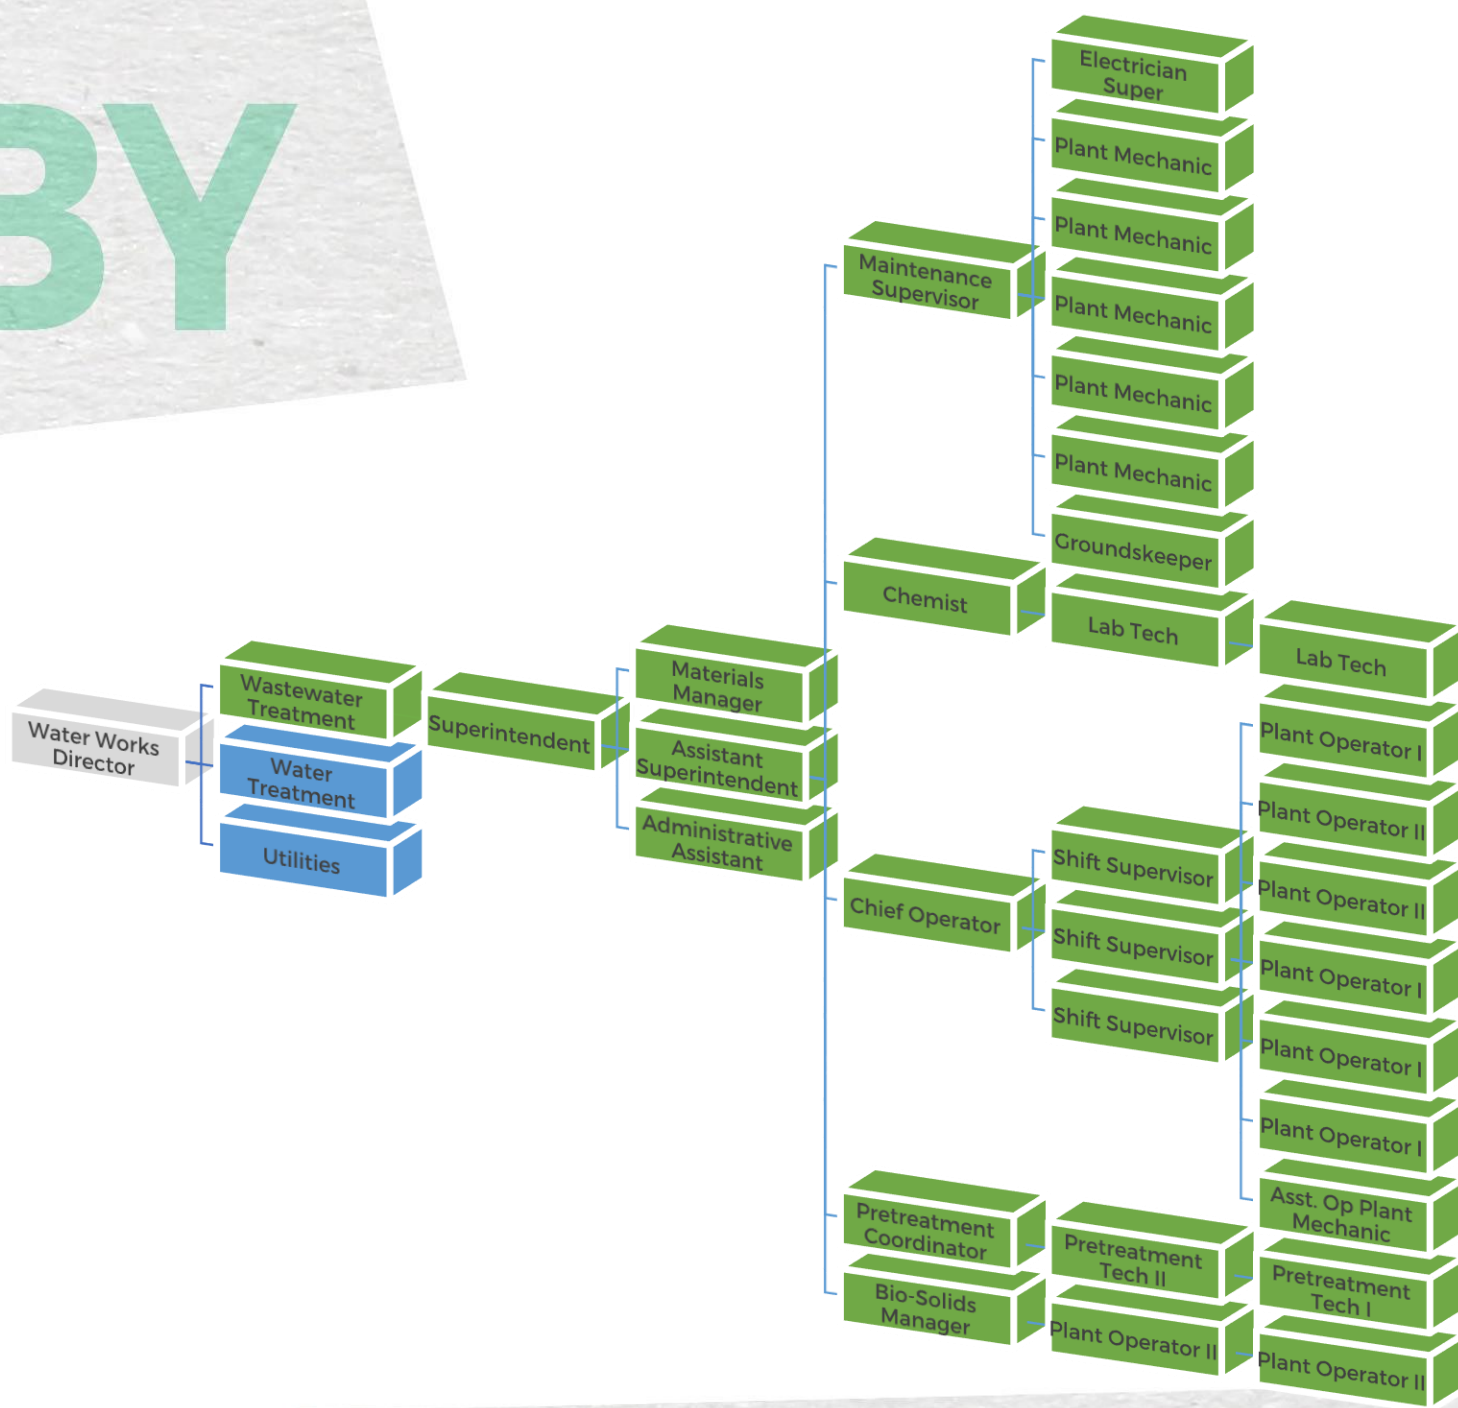 BY
Electrician
Super
Plant Mechanic
Plant Mechanic
Maintenance
Supervisor
Plant Mechanic
Plant Mechanic
Plant Mechanic
Groundskeeper
Chemist
Lab Tech
Lab Tech
Materials
Manager
Wastewater
Treatment
Superintendent
Water Works
Director
Water
Treatment
Assistant
Superintendent
Utilities
Administrative
Assistant
Plant Operator I
Plant Operator II
Plant Operator II
Plant Operator I
Plant Operator I
Plant Operator I
Asst. Op Plant
Mechanic
Shift Supervisor
Shift Supervisor
Shift Supervisor
Chief Operator
Pretreatment
Coordinator
Pretreatment
Tech II
Pretreatment
Tech I
Bio-Solids
Manager
Plant Operator II
Plant Operator II